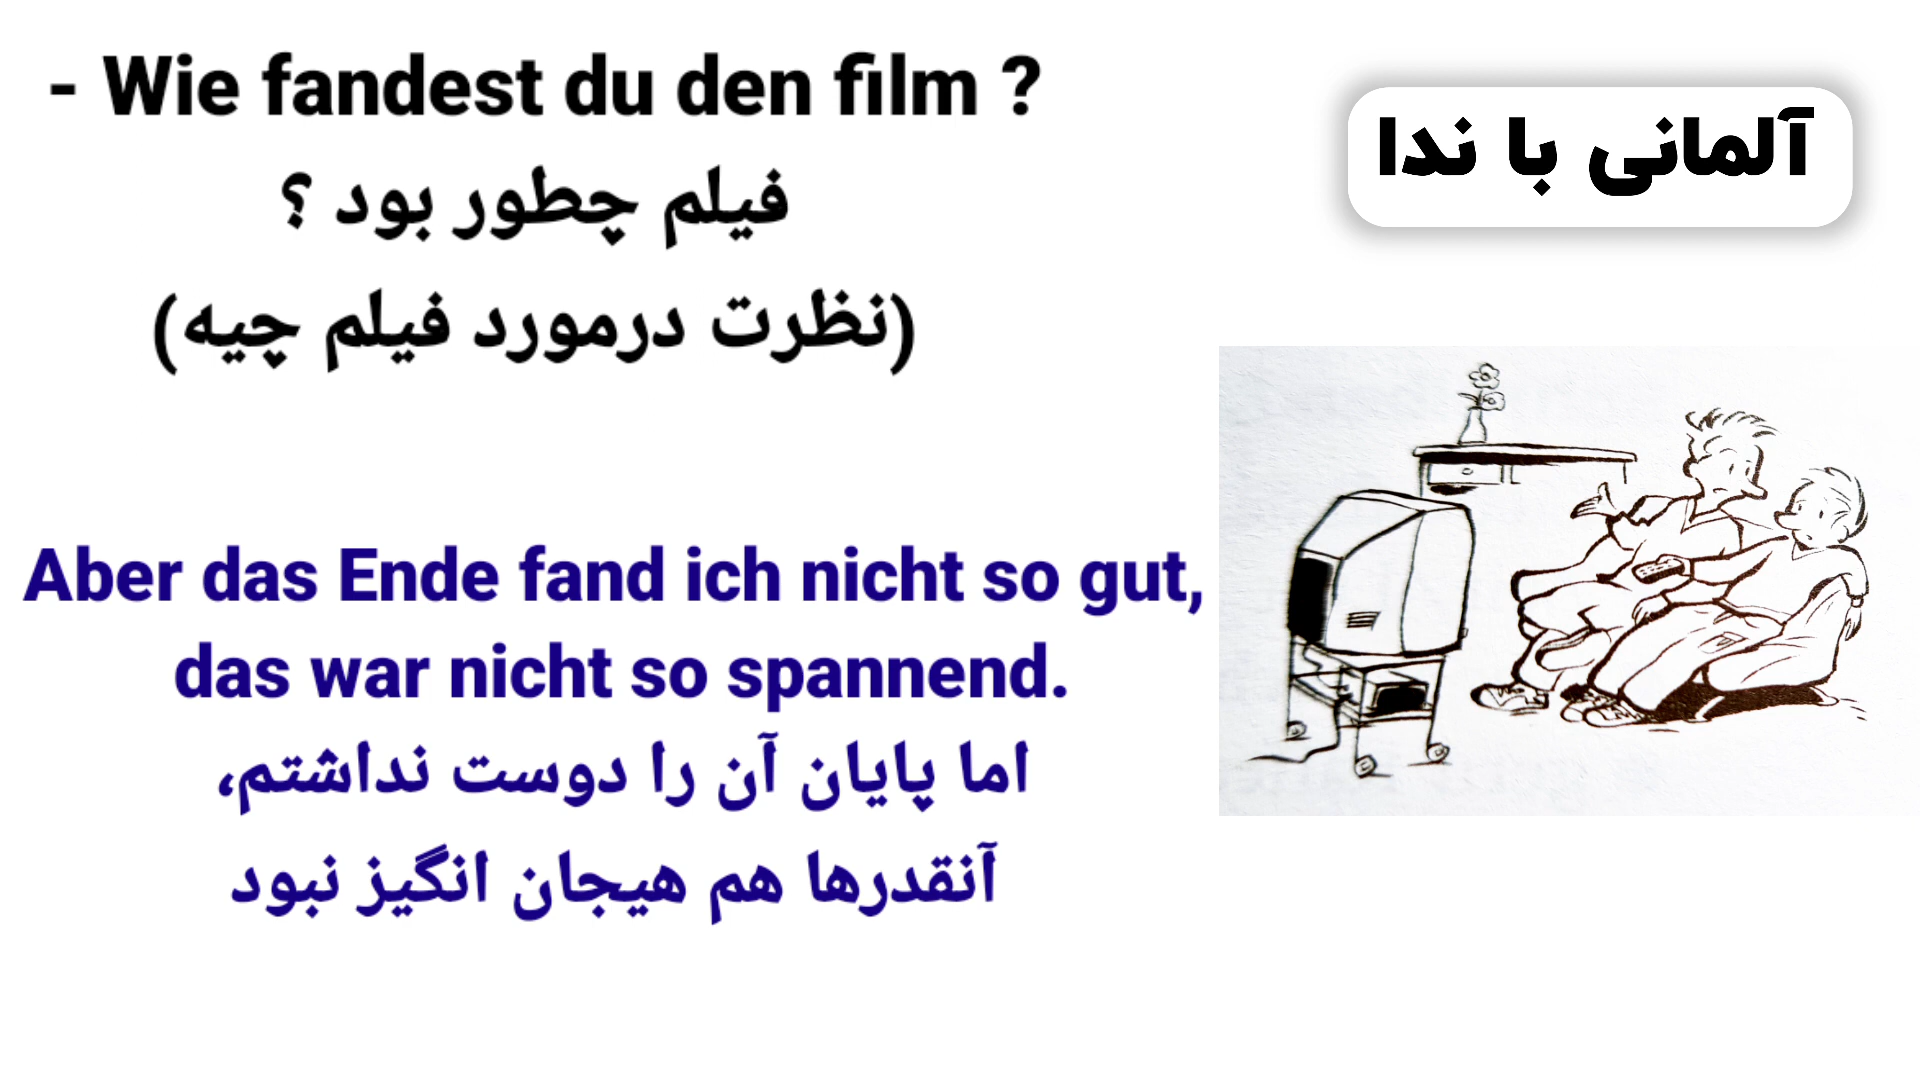 - Wie fandest du den film ?
فیلم چطور بود ؟
(نظرت درمورد فیلم چیه)
Aber das Ende fand ich nicht so gut,
das war nicht so spannend.
اما پایان آن را دوست نداشتم،
آنقدرها هم هیجان انگیز نبود
آلمانی با ندا